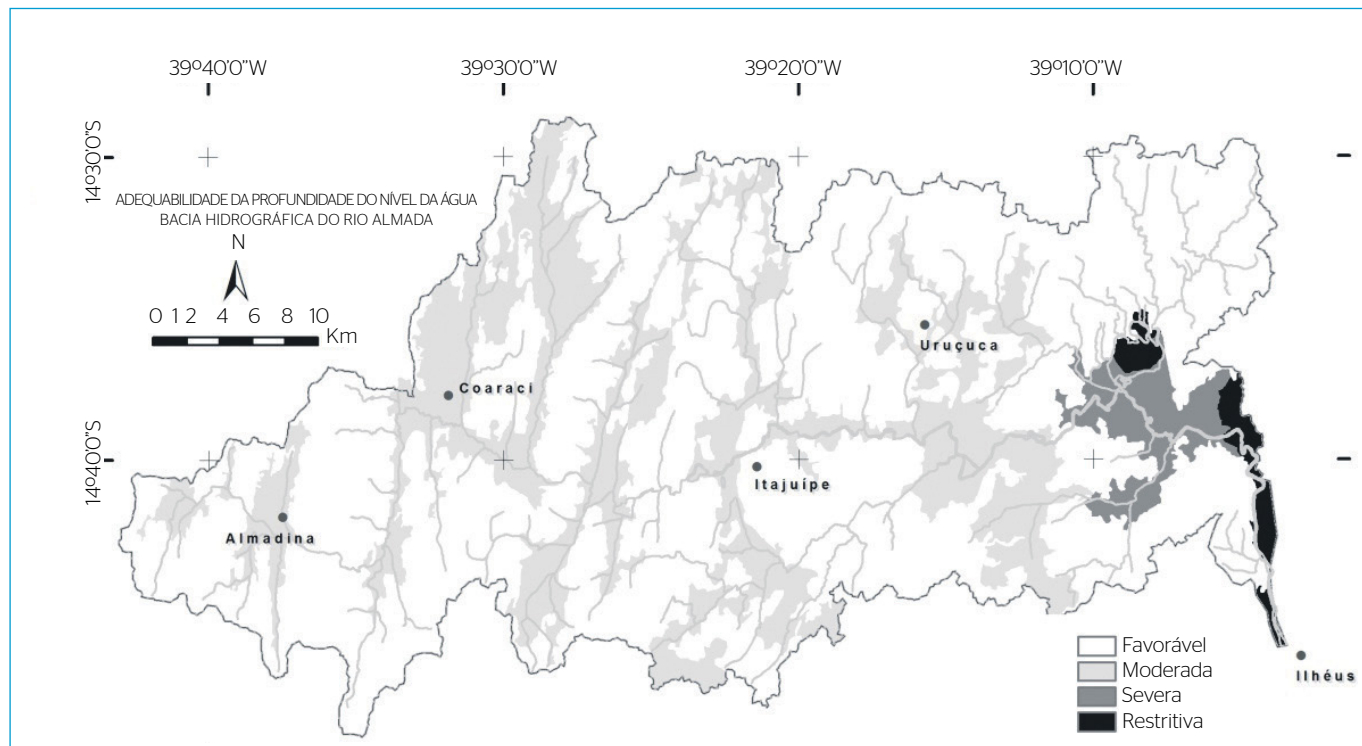 39º40'0"W 39º30'0"W 39º20'0"W 39º10'0"W
14º30'0"S
ADEQUABILIDADE DA PROFUNDIDADE DO NÍVEL DA ÁGUA
BACIA HIDROGRÁFICA DO RIO ALMADA
N
0 1 2 4 6 8 10
Km
Uruçuca
Coaraci
14º40'0"S
Itajuípe
Almadina
Favorável
Moderada
Severa
Restritiva
Ilhéus